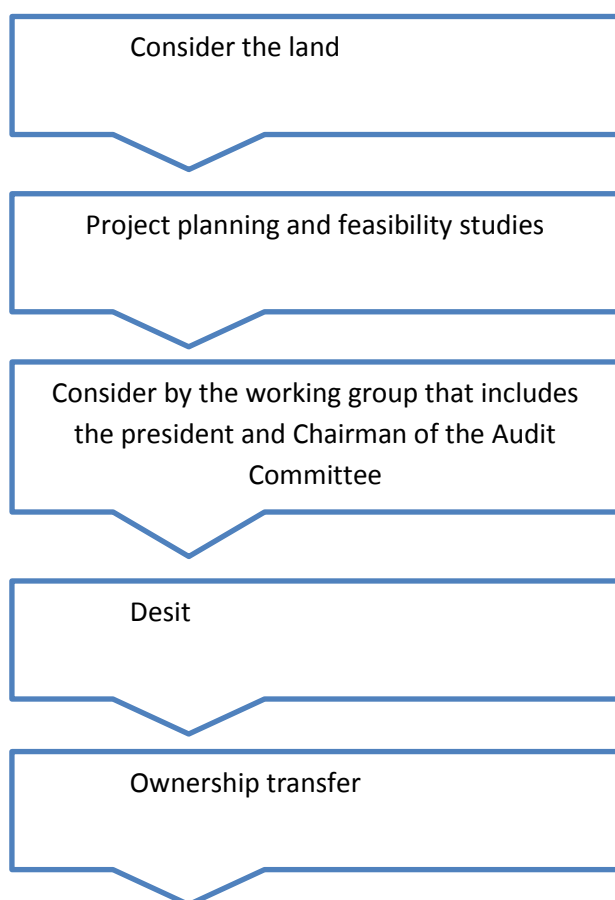 Consider the land
Project planning and feasibility studies
Consider by the working group that includes
the president and Chairman of the Audit
Committee
Desit
Ownership transfer